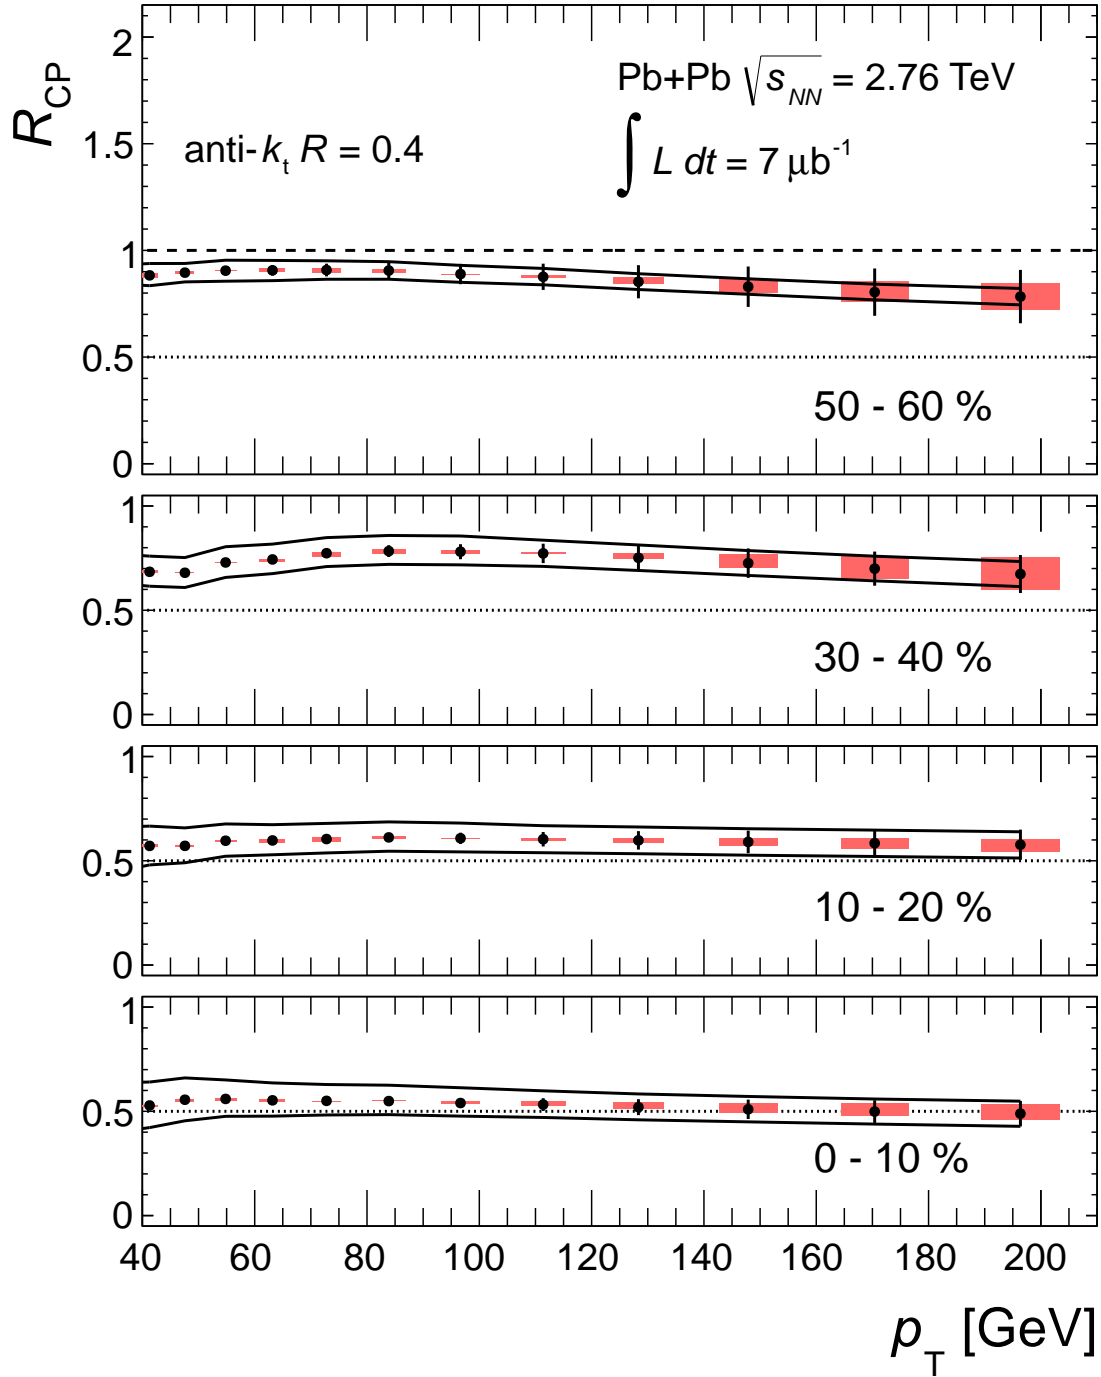 R_CP
2
1.5
1
0.5
0
Pb+Pb √s_NN = 2.76 TeV
∫ L dt = 7 μb^-1
anti-k_t R = 0.4
50 - 60 %
1
0.5
0
30 - 40 %
1
0.5
0
10 - 20 %
1
0.5
0
0 - 10 %
40 60 80 100 120 140 160 180 200
p_T [GeV]